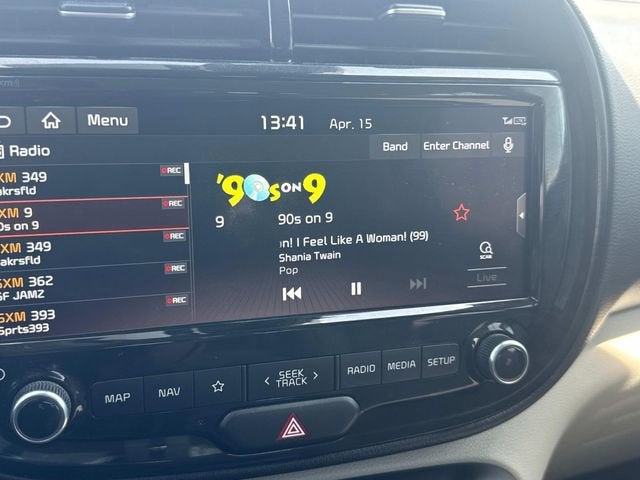 Menu
13:41
Apr. 15
Radio
Band
Enter Channel
XM 349
akrsfld
REC
XM 9
0s on 9
REC
XM 349
akrsfld
REC
SXM 362
SF JAMZ
REC
SXM 393
Sprts393
REC
'90s ON 9
9
90s on 9
n! I Feel Like A Woman! (99)
Shania Twain
Pop
SCAN
Live
MAP
NAV
< SEEK >
TRACK
RADIO
MEDIA
SETUP